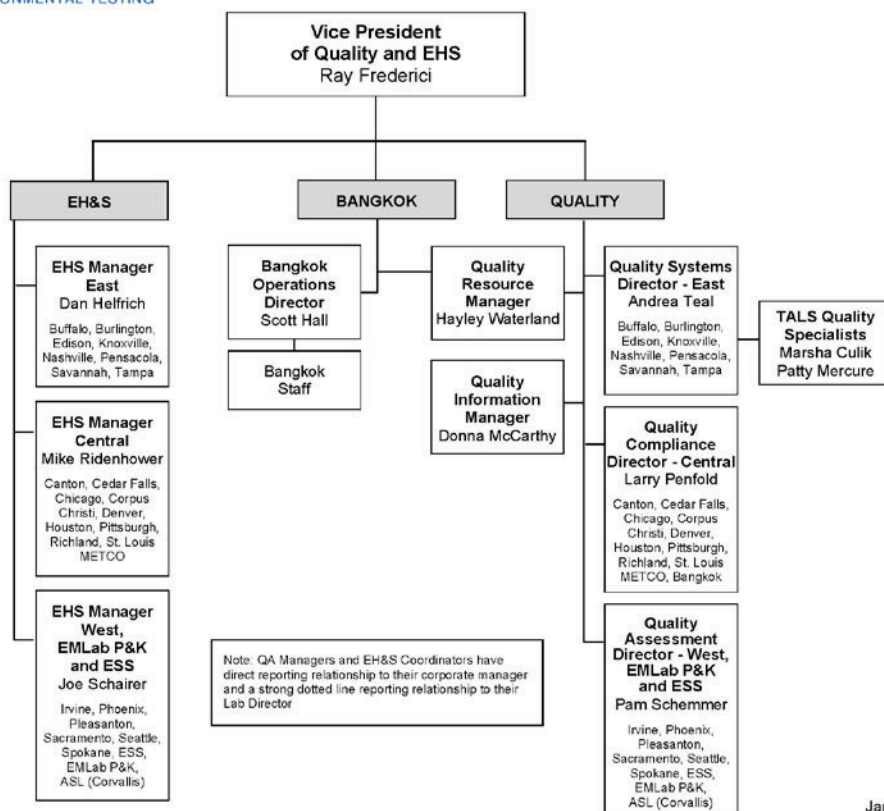 Vice President
of Quality and EHS
Ray Frederici
EH&S
BANGKOK
QUALITY
EHS Manager
East
Dan Helfrich
Buffalo, Burlington,
Edison, Knoxville,
Nashville, Pensacola,
Savannah, Tampa
EHS Manager
Central
Mike Ridenhower
Canton, Cedar Falls,
Chicago, Corpus
Christi, Denver,
Houston, Pittsburgh,
Richland, St. Louis
METCO
EHS Manager
West,
EMLab P&K
and ESS
Joe Schairer
Irvine, Phoenix,
Pleasanton,
Sacramento, Seattle,
Spokane, ESS,
EMLab P&K,
ASL (Corvallis)
Bangkok
Operations
Director
Scott Hall
Bangkok
Staff
Quality
Resource
Manager
Hayley Waterland
Quality
Information
Manager
Donna McCarthy
Quality Systems
Director - East
Andrea Teal
Buffalo, Burlington,
Edison, Knoxville,
Nashville, Pensacola,
Savannah, Tampa
TALS Quality
Specialists
Marsha Culik
Patty Mercure
Quality
Compliance
Director - Central
Larry Penfold
Canton, Cedar Falls,
Chicago, Corpus
Christi, Denver,
Houston, Pittsburgh,
Richland, St. Louis
METCO, Bangkok
Quality
Assessment
Director - West,
EMLab P&K
and ESS
Pam Schemmer
Irvine, Phoenix,
Pleasanton,
Sacramento, Seattle,
Spokane, ESS,
EMLab P&K,
ASL (Corvallis)
Note: QA Managers and EH&S Coordinators have
direct reporting relationship to their corporate manager
and a strong dotted line reporting relationship to their
Lab Director